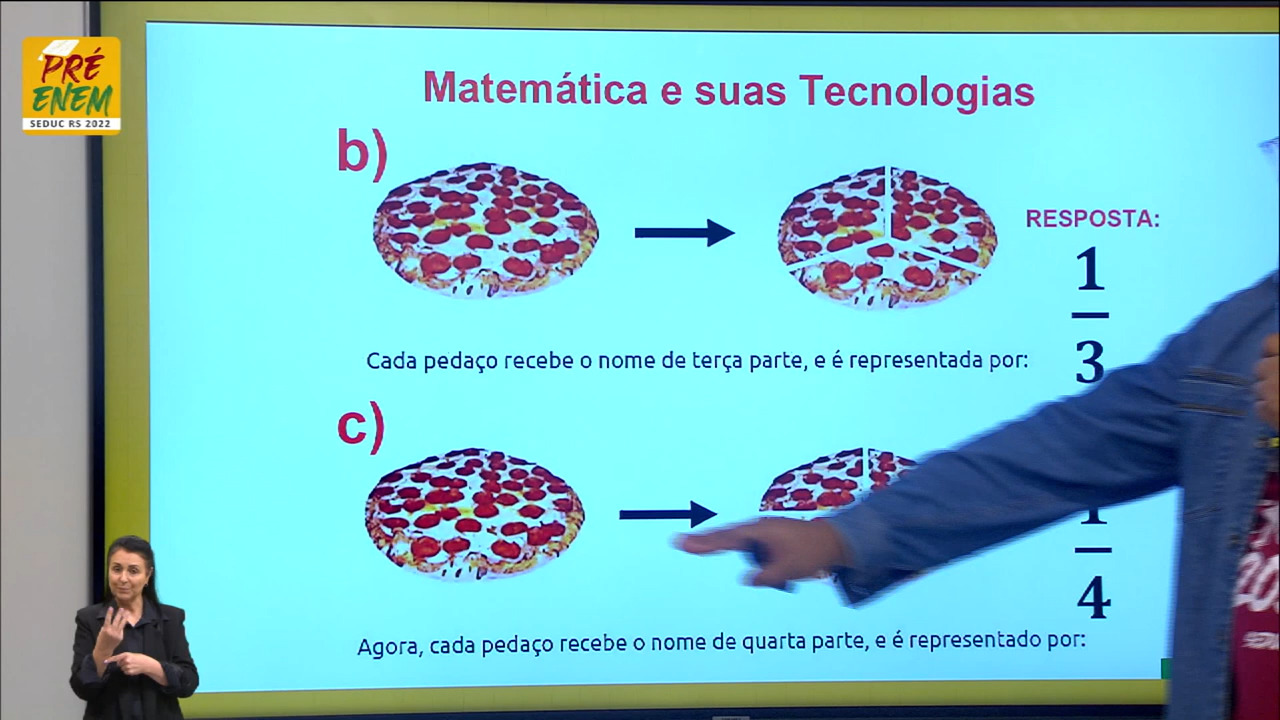 PRÉ
ENEM
SEDUC RS 2022
Matemática e suas Tecnologias
b)
RESPOSTA:
1
3
Cada pedaço recebe o nome de terça parte, e é representada por:
c)
1
4
Agora, cada pedaço recebe o nome de quarta parte, e é representado por: